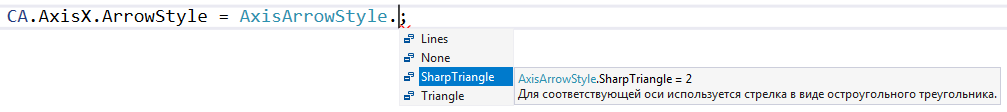 CA.AxisX.ArrowStyle = AxisArrowStyle.;
Lines
None
SharpTriangle
Triangle
AxisArrowStyle.SharpTriangle = 2
Для соответствующей оси используется стрелка в виде остроугольного треугольника.